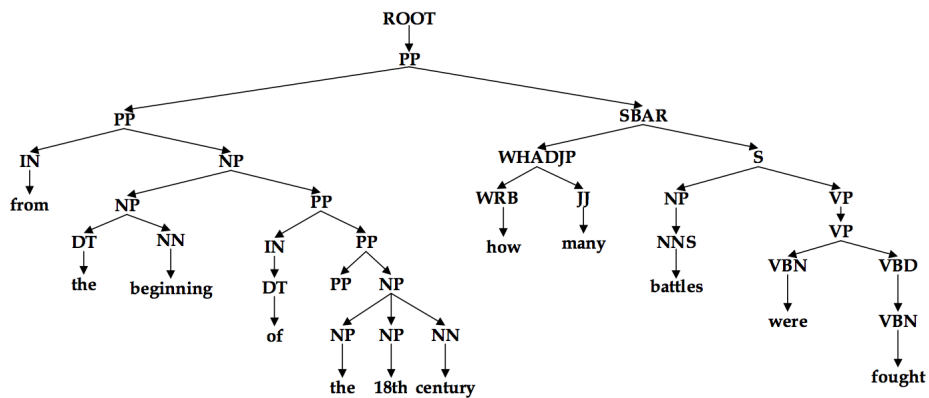 ROOT
PP
PP SBAR
IN NP WHADJP S
from NP PP WRB JJ NP VP
DT NN IN PP how many NNS VP
the beginning DT PP NP battles VBN VBD
of NP NP NN were VBN
the 18th century fought